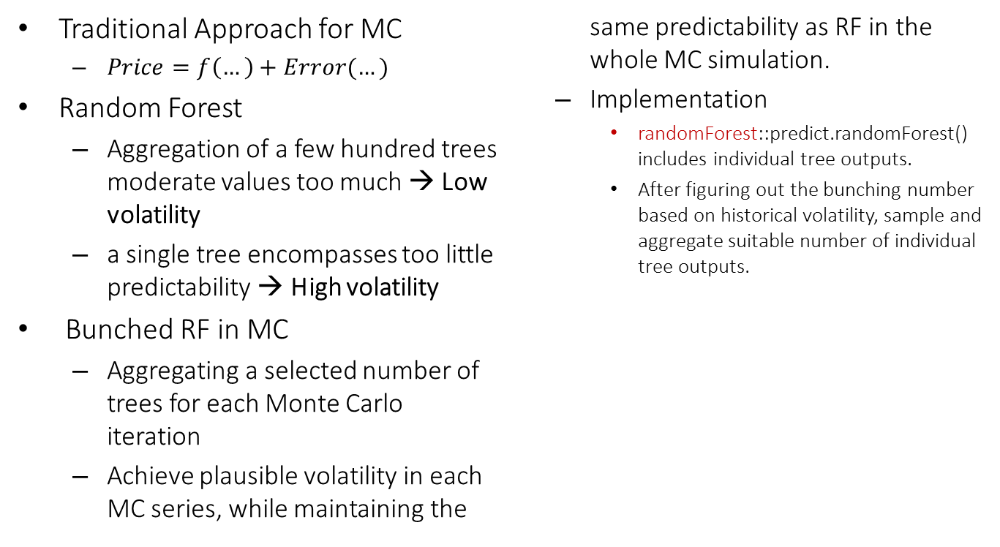 • Traditional Approach for MC
– Price = f(…) + Error(…)
• Random Forest
– Aggregation of a few hundred trees
moderate values too much → Low
volatility
– a single tree encompasses too little
predictability → High volatility
• Bunched RF in MC
– Aggregating a selected number of
trees for each Monte Carlo
iteration
– Achieve plausible volatility in each
MC series, while maintaining the
same predictability as RF in the
whole MC simulation.
– Implementation
• randomForest::predict.randomForest()
includes individual tree outputs.
• After figuring out the bunching number
based on historical volatility, sample and
aggregate suitable number of individual
tree outputs.